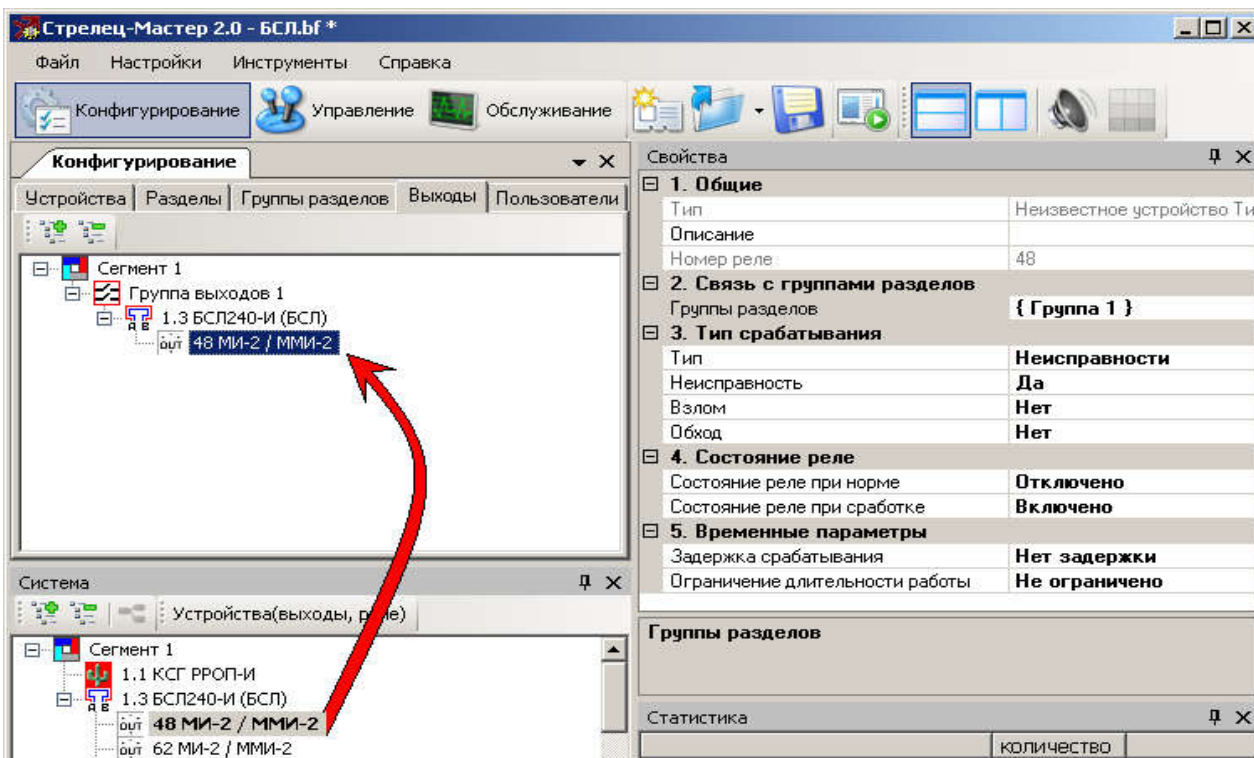 Стрелец-Мастер 2.0 - БСЛ.bf *
Файл Настройки Инструменты Справка
Конфигурирование Управление Обслуживание
Конфигурирование
Устройства Разделы Группы разделов Выходы Пользователи
Сегмент 1
Группа выходов 1
1.3 БСЛ240-И (БСЛ)
out 48 МИ-2 / ММИ-2
Система
Устройства(выходы, реле)
Сегмент 1
1.1 КСГ РРОП-И
1.3 БСЛ240-И (БСЛ)
out 48 МИ-2 / ММИ-2
out 62 МИ-2 / ММИ-2
Свойства
1. Общие
Тип Неизвестное устройство Ти
Описание
Номер реле 48
2. Связь с группами разделов
Группы разделов { Группа 1 }
3. Тип срабатывания
Тип Неисправности
Неисправность Да
Взлом Нет
Обход Нет
4. Состояние реле
Состояние реле при норме Отключено
Состояние реле при сработке Включено
5. Временные параметры
Задержка срабатывания Нет задержки
Ограничение длительности работы Не ограничено
Группы разделов
Статистика
количество